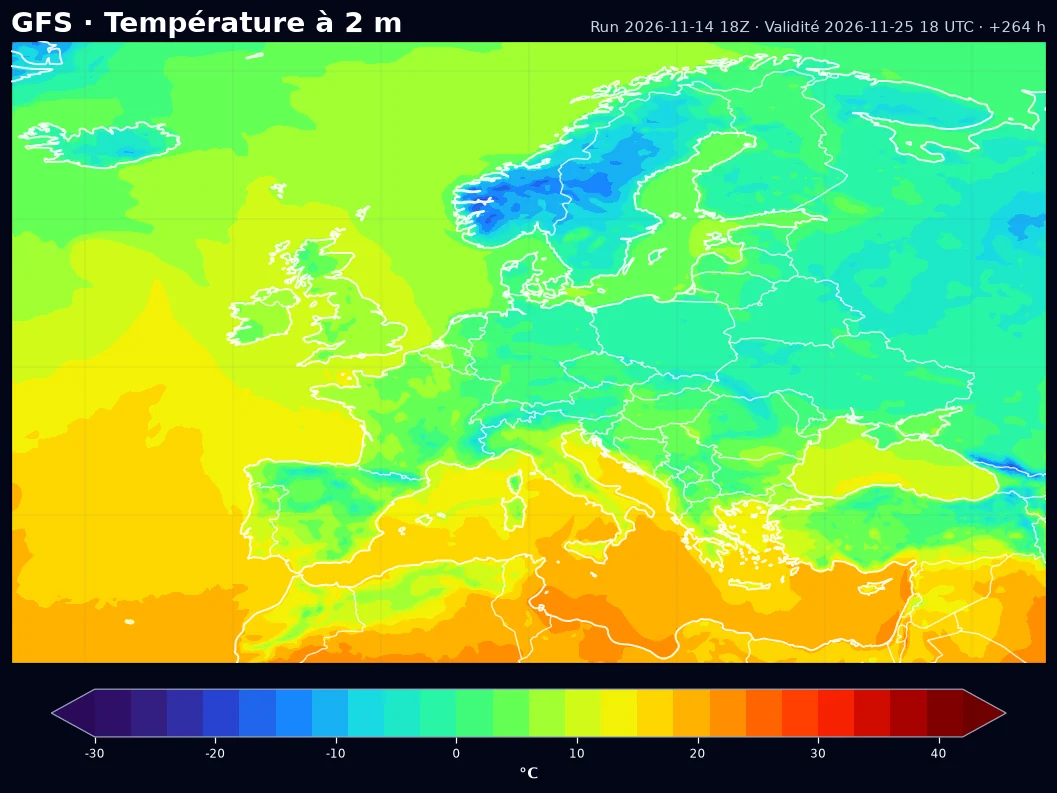 GFS · Température à 2 m
Run 2026-11-14 18Z · Validité 2026-11-25 18 UTC · +264 h
-30 -20 -10 0 10 20 30 40
°C